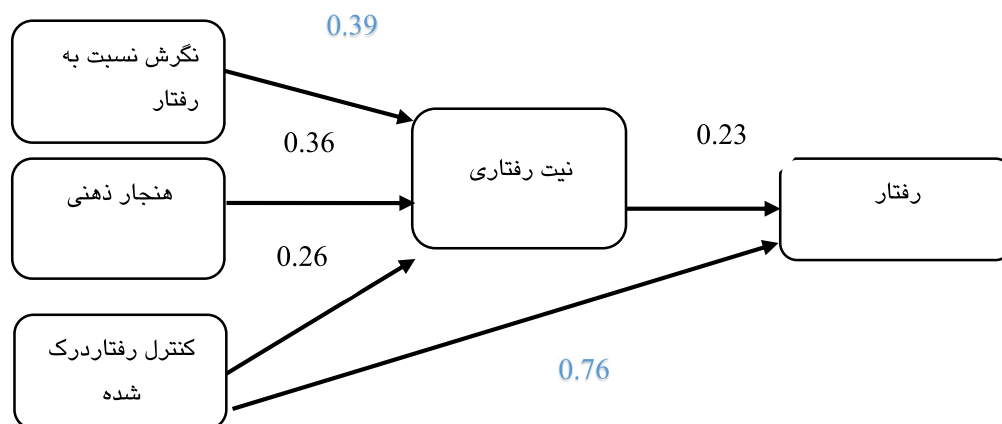 0.39
نگرش نسبت به
رفتار
0.36
0.23
نیت رفتاری
هنجار ذهنی
رفتار
0.26
کنترل رفتاردرک
شده
0.76